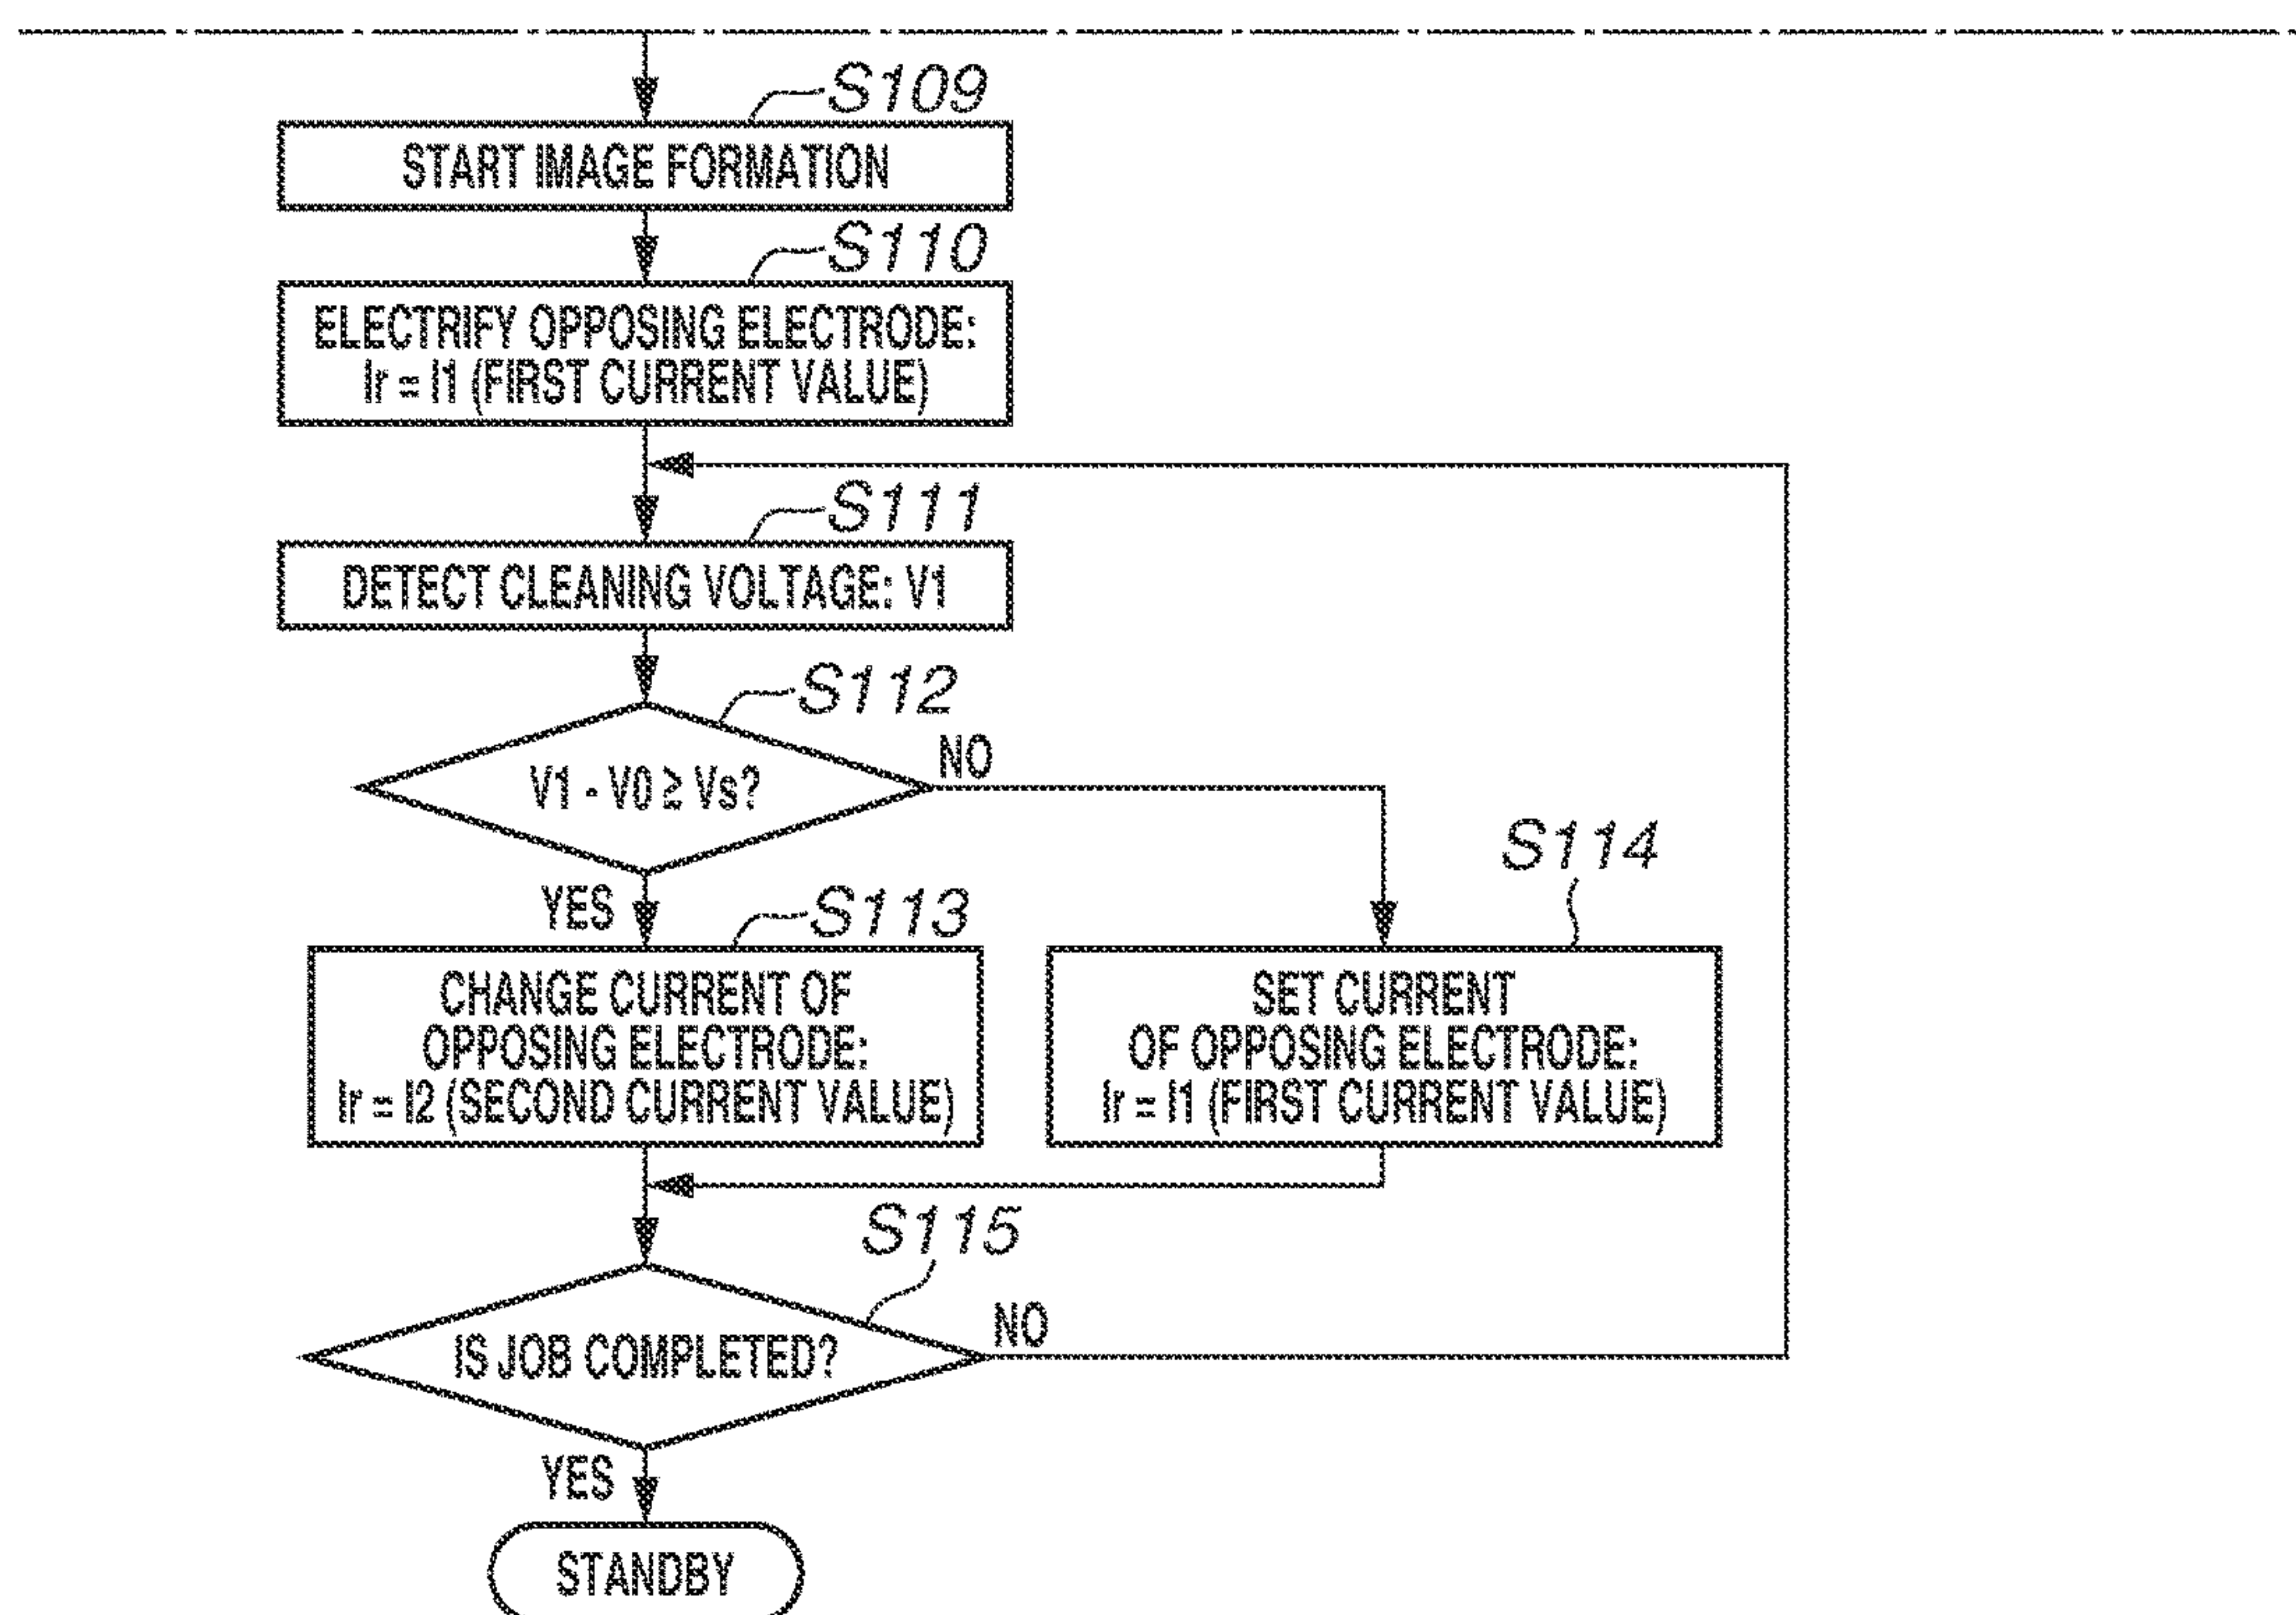 S109
START IMAGE FORMATION
S110
ELECTRIFY OPPOSING ELECTRODE:
Ir = I1 (FIRST CURRENT VALUE)
S111
DETECT CLEANING VOLTAGE: V1
S112
V1 - V0 ≥ Vs?
NO
YES
S113
CHANGE CURRENT OF
OPPOSING ELECTRODE:
Ir = I2 (SECOND CURRENT VALUE)
S114
SET CURRENT
OF OPPOSING ELECTRODE:
Ir = I1 (FIRST CURRENT VALUE)
S115
IS JOB COMPLETED?
NO
YES
STANDBY